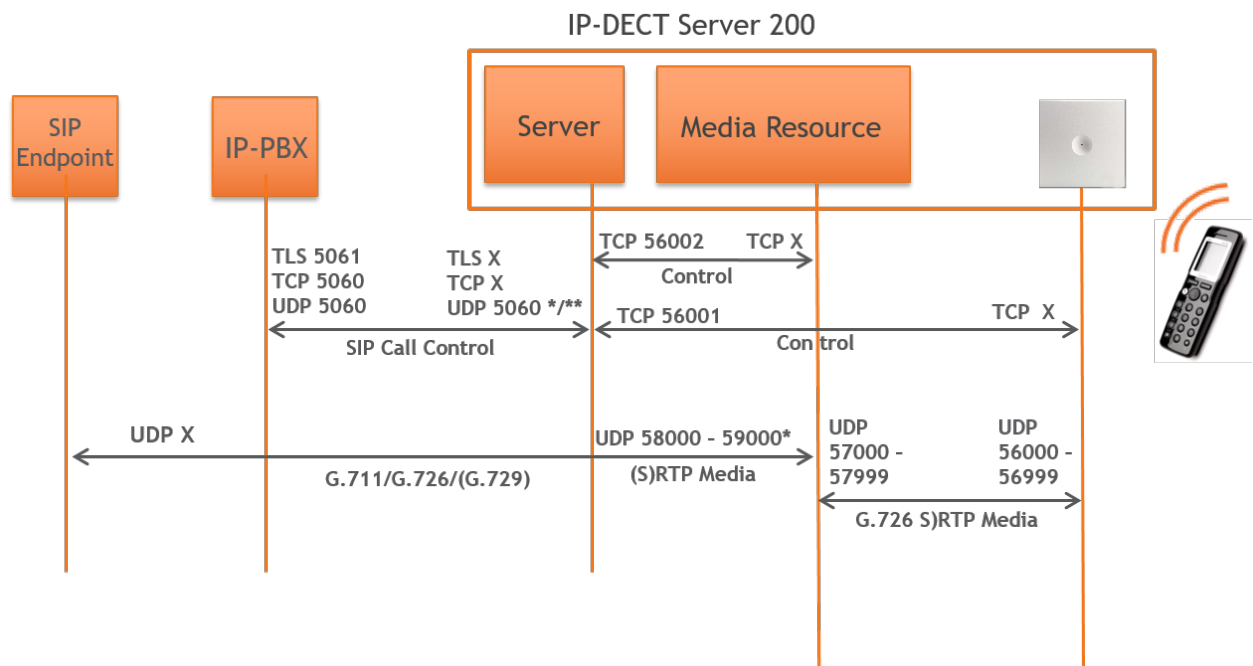 IP-DECT Server 200
SIP
Endpoint
IP-PBX
Server
Media Resource
TLS 5061
TCP 5060
UDP 5060
TLS X
TCP X
UDP 5060 */**
SIP Call Control
TCP 56002
TCP X
Control
TCP 56001
TCP X
Control
UDP X
UDP 58000 - 59000*
G.711/G.726/(G.729)
(S)RTP Media
UDP
57000 -
57999
UDP
56000 -
56999
G.726 S)RTP Media